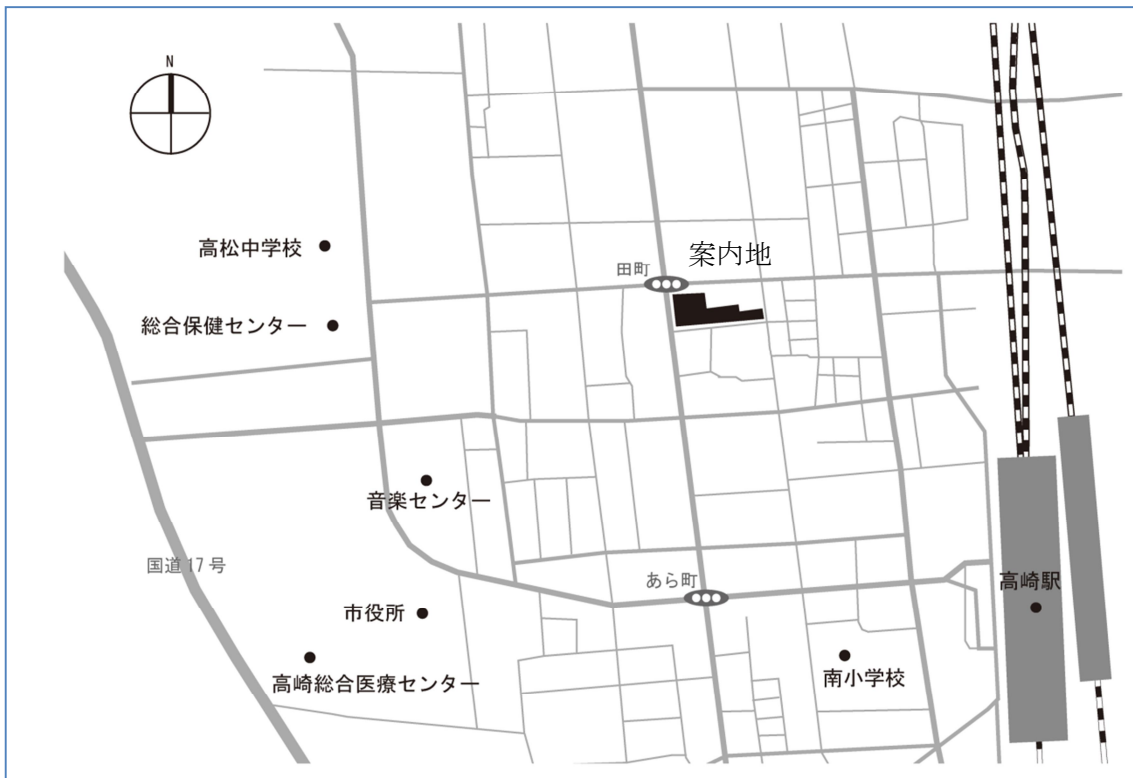 N
案内地
田町
高松中学校
総合保健センター
音楽センター
国道17号
あら町
高崎駅
市役所
高崎総合医療センター
南小学校